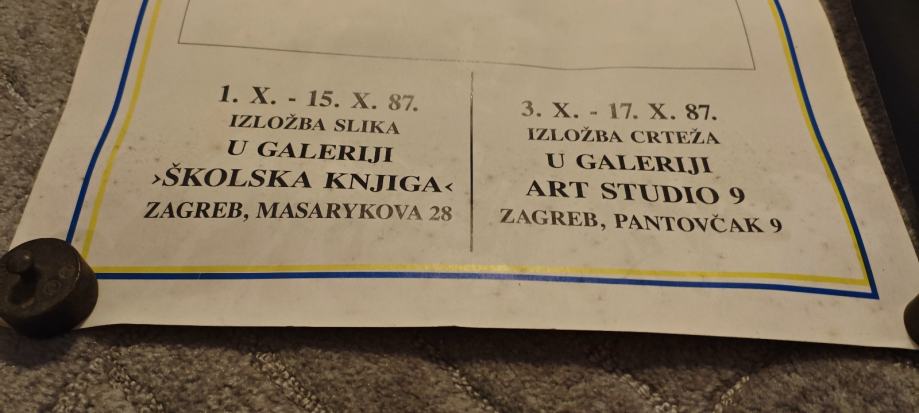 1. X. - 15. X. 87.
IZLOŽBA SLIKA
U GALERIJI
›ŠKOLSKA KNJIGA‹
ZAGREB, MASARYKOVA 28
3. X. - 17. X. 87.
IZLOŽBA CRTEŽA
U GALERIJI
ART STUDIO 9
ZAGREB, PANTOVČAK 9